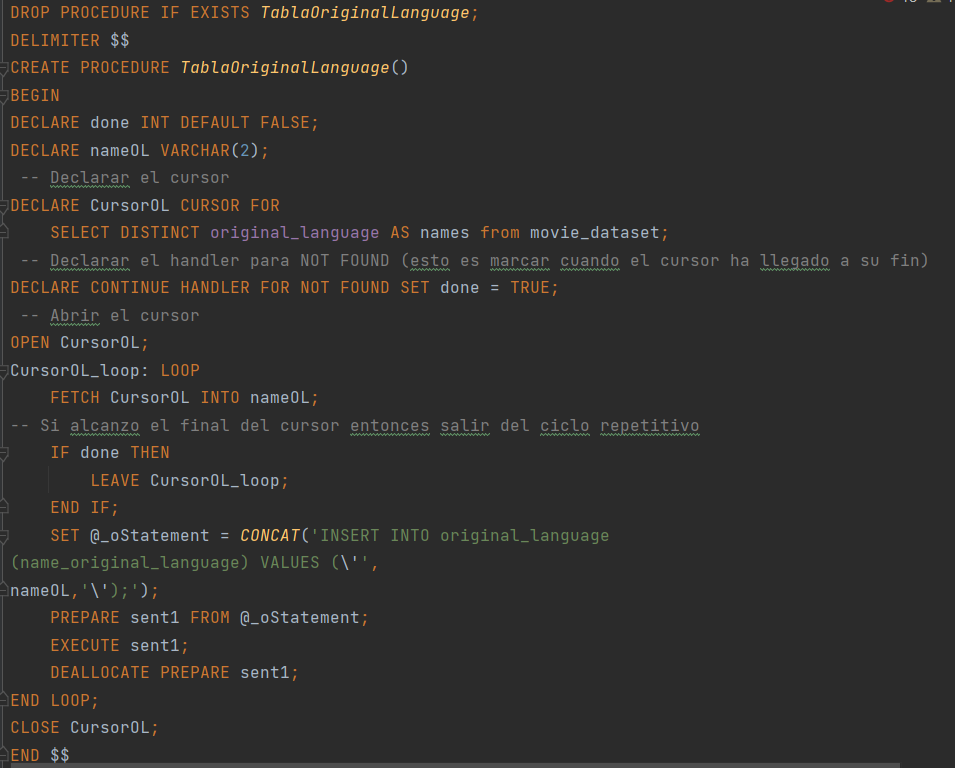 DROP PROCEDURE IF EXISTS TablaOriginalLanguage;
DELIMITER $$
CREATE PROCEDURE TablaOriginalLanguage()
BEGIN
DECLARE done INT DEFAULT FALSE;
DECLARE nameOL VARCHAR(2);
 -- Declarar el cursor
DECLARE CursorOL CURSOR FOR
    SELECT DISTINCT original_language AS names from movie_dataset;
 -- Declarar el handler para NOT FOUND (esto es marcar cuando el cursor ha llegado a su fin)
DECLARE CONTINUE HANDLER FOR NOT FOUND SET done = TRUE;
 -- Abrir el cursor
OPEN CursorOL;
CursorOL_loop: LOOP
    FETCH CursorOL INTO nameOL;
-- Si alcanzo el final del cursor entonces salir del ciclo repetitivo
    IF done THEN
        LEAVE CursorOL_loop;
    END IF;
    SET @_oStatement = CONCAT('INSERT INTO original_language
(name_original_language) VALUES (\'',
nameOL,'\');');
    PREPARE sent1 FROM @_oStatement;
    EXECUTE sent1;
    DEALLOCATE PREPARE sent1;
END LOOP;
CLOSE CursorOL;
END $$